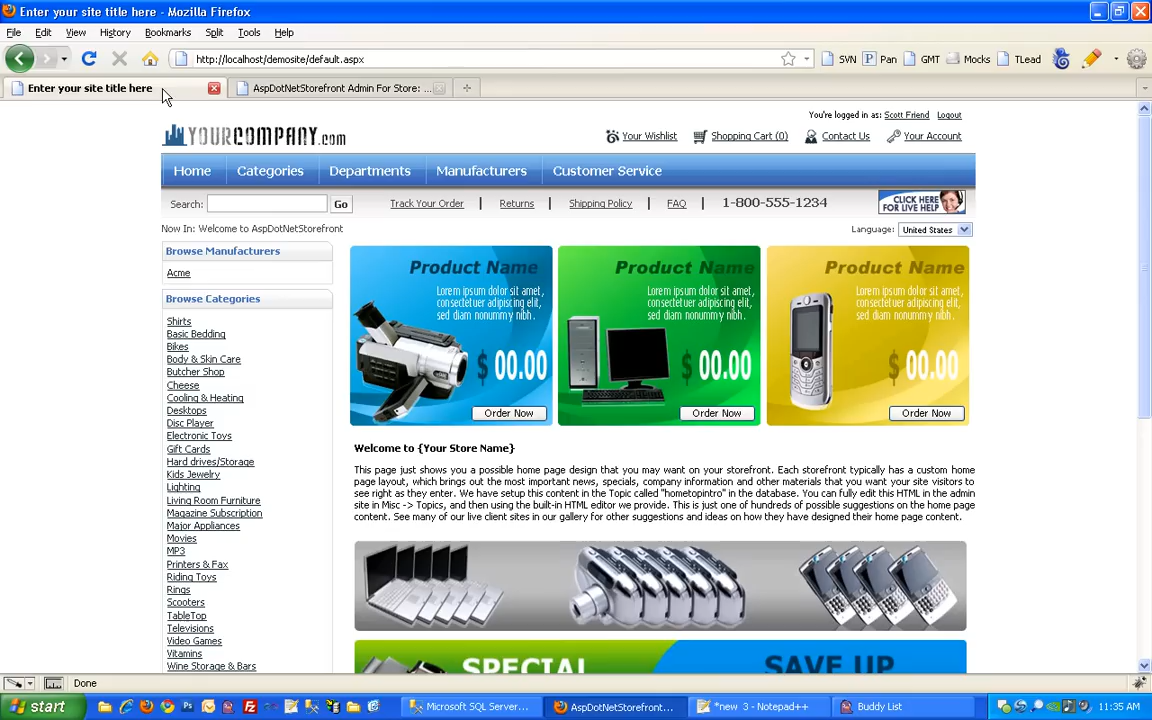 Enter your site title here - Mozilla Firefox
File Edit View History Bookmarks Split Tools Help
http://localhost/demosite/default.aspx
SVN Pan GMT Mocks TLead
Enter your site title here
AspDotNetStorefront Admin For Store: ...
You're logged in as: Scott Friend Logout
YOURCOMPANY.com
Your Wishlist Shopping Cart (0) Contact Us Your Account
Home Categories Departments Manufacturers Customer Service
Search: Go Track Your Order | Returns | Shipping Policy | FAQ | 1-800-555-1234 CLICK HERE
FOR LIVE HELP
Now In: Welcome to AspDotNetStorefront
Language: United States
Browse Manufacturers
Acme
Browse Categories
Shirts
Basic Bedding
Bikes
Body & Skin Care
Butcher Shop
Cheese
Cooling & Heating
Desktops
Disc Player
Electronic Toys
Gift Cards
Hard drives/Storage
Kids Jewelry
Lighting
Living Room Furniture
Magazine Subscription
Major Appliances
Movies
MP3
Printers & Fax
Riding Toys
Rings
Scooters
TableTop
Televisions
Video Games
Vitamins
Wine Storage & Bars
Product Name
Lorem ipsum dolor sit amet,
consectetuer adipiscing elit,
sed diam nonummy nibh.
$ 00.00
Order Now
Product Name
Lorem ipsum dolor sit amet,
consectetuer adipiscing elit,
sed diam nonummy nibh.
$ 00.00
Order Now
Product Name
Lorem ipsum dolor sit amet,
consectetuer adipiscing elit,
sed diam nonummy nibh.
$ 00.00
Order Now
Welcome to {Your Store Name}
This page just shows you a possible home page design that you may want on your storefront. Each storefront typically has a custom home
page layout, which brings out the most important news, specials, company information and other materials that you want your site visitors to
see right as they enter. We have setup this content in the Topic called "hometopintro" in the database. You can fully edit this HTML in the admin
site in Misc -> Topics, and then using the built-in HTML editor we provide. This is just one of hundreds of possible suggestions on the home page
content. See many of our live client sites in our gallery for other suggestions and ideas on how they have designed their home page content.
SPECIAL
SAVE UP
Done
start
Microsoft SQL Server...
AspDotNetStorefront...
*new 3 - Notepad++
Buddy List
11:35 AM